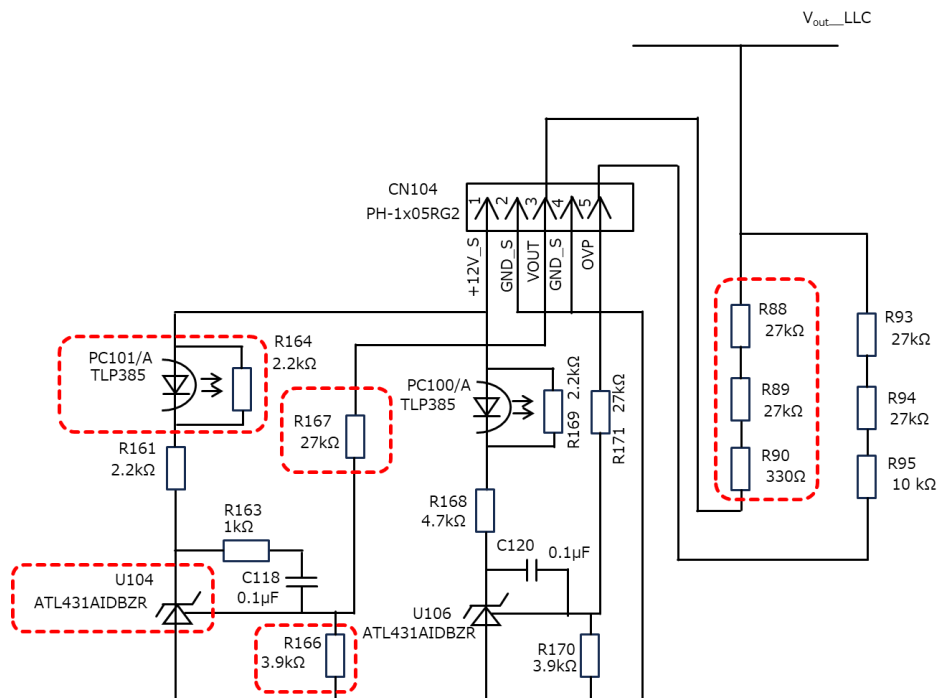 Vout__LLC
CN104
PH-1x05RG2
1
2
3
4
5
+12V_S
GND_S
VOUT
GND_S
OVP
R88
27kΩ
R89
27kΩ
R90
330Ω
R93
27kΩ
R94
27kΩ
R95
10 kΩ
PC101/A
TLP385
R164
2.2kΩ
R167
27kΩ
PC100/A
TLP385
R169 2.2kΩ
R171 27kΩ
R161
2.2kΩ
R163
1kΩ
R168
4.7kΩ
C118
0.1µF
C120
0.1µF
U104
ATL431AIDBZR
U106
ATL431AIDBZR
R166
3.9kΩ
R170
3.9kΩ